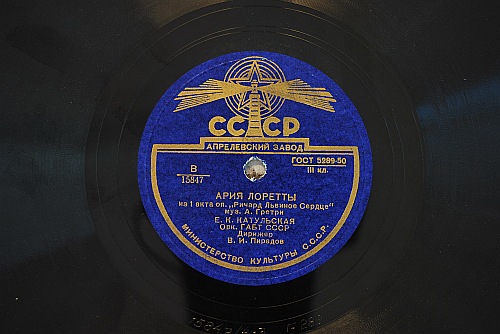 СССР
АПРЕЛЕВСКИЙ ЗАВОД
ГОСТ 5289-50
III кл.
В
15847
АРИЯ ЛОРЕТТЫ
из 1 акта оп. „Ричард Львиное Сердце"
муз. А. Гретри
Е. К. КАТУЛЬСКАЯ
Орк. ГАБТ СССР
Дирижер
В. И. Пирадов
МИНИСТЕРСТВО КУЛЬТУРЫ С.С.С.Р.